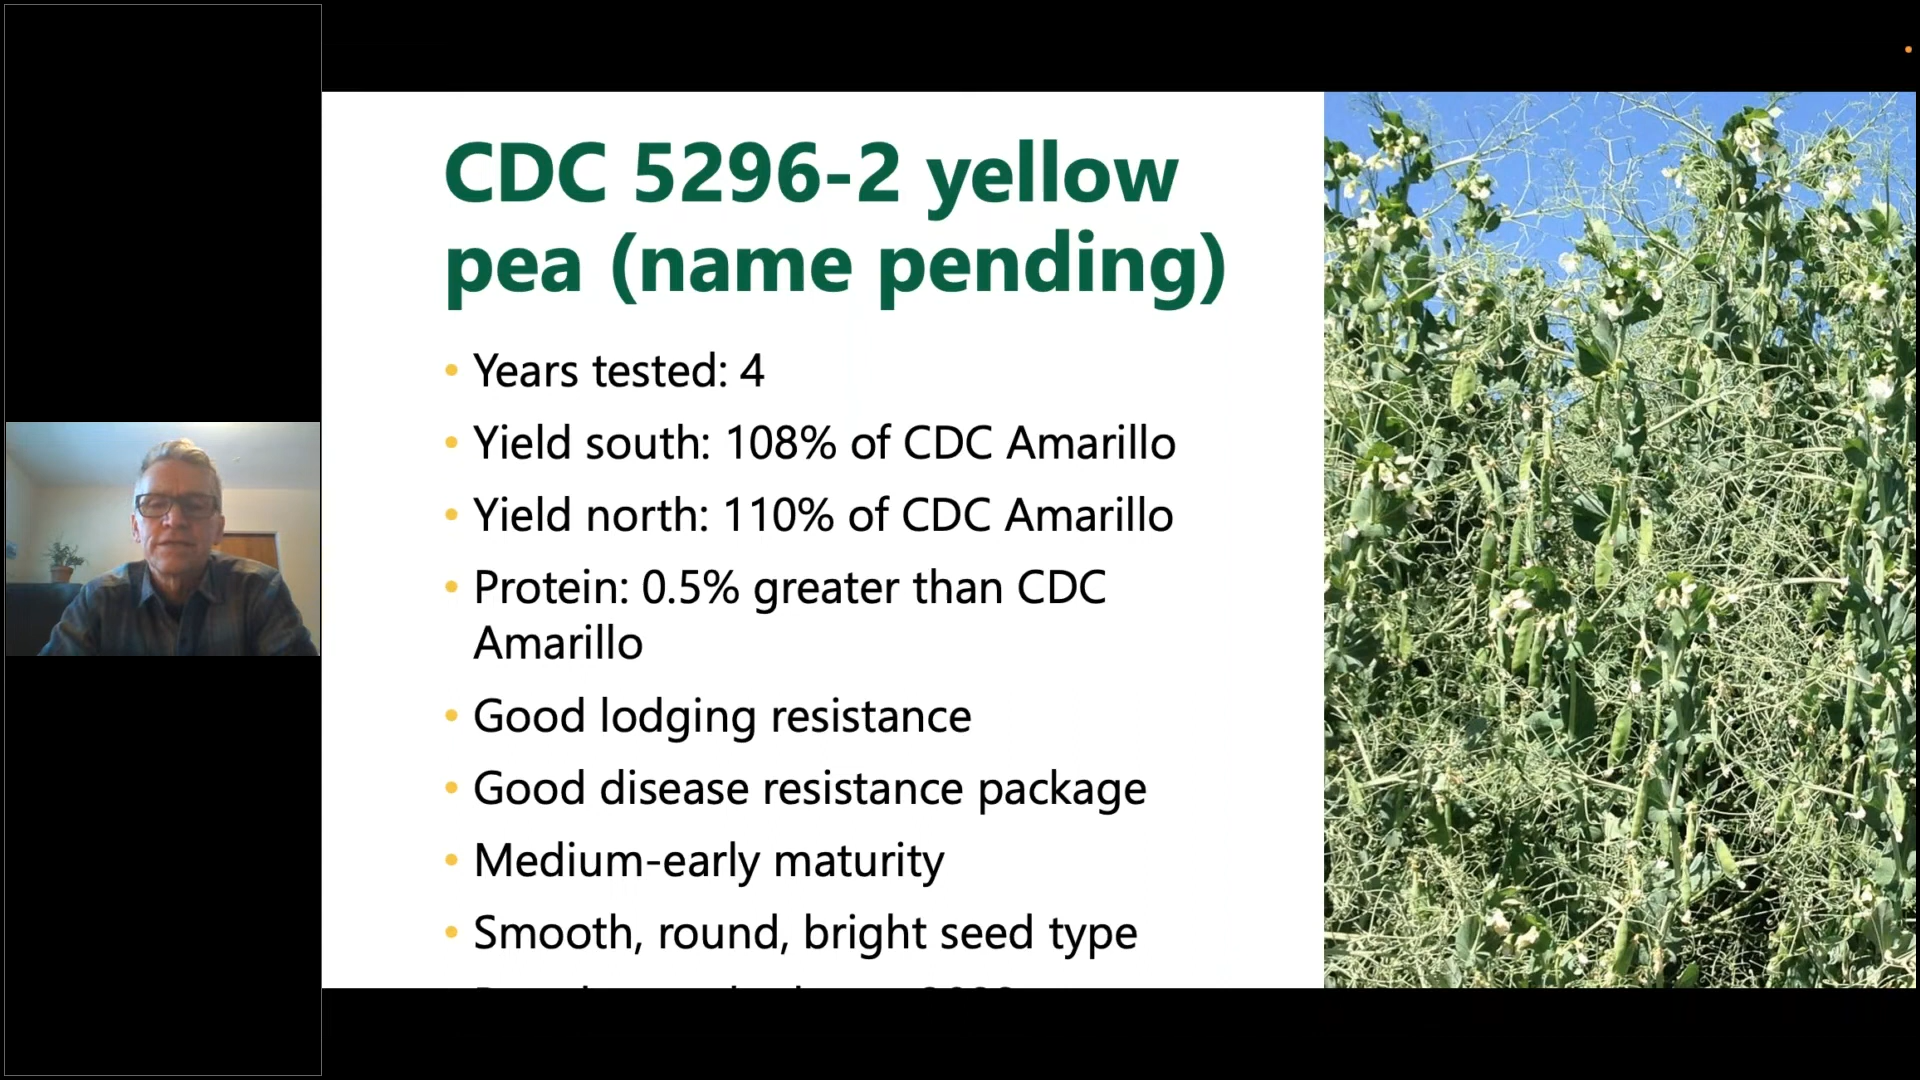 CDC 5296-2 yellow
pea (name pending)
• Years tested: 4
• Yield south: 108% of CDC Amarillo
• Yield north: 110% of CDC Amarillo
• Protein: 0.5% greater than CDC
Amarillo
• Good lodging resistance
• Good disease resistance package
• Medium-early maturity
• Smooth, round, bright seed type